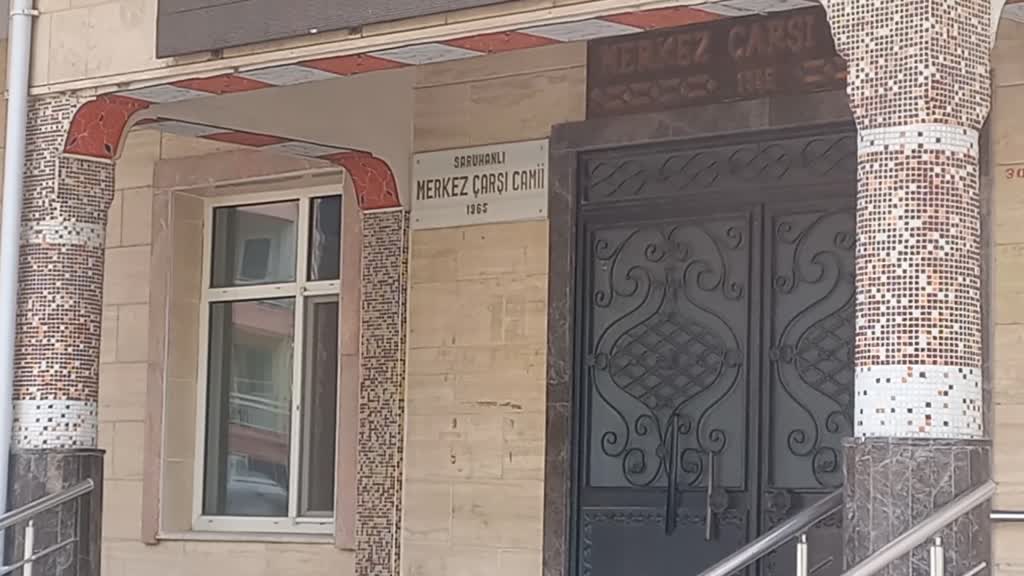 MERKEZ ÇARŞI
SARUHANLI
MERKEZ ÇARŞI CAMİİ
1965